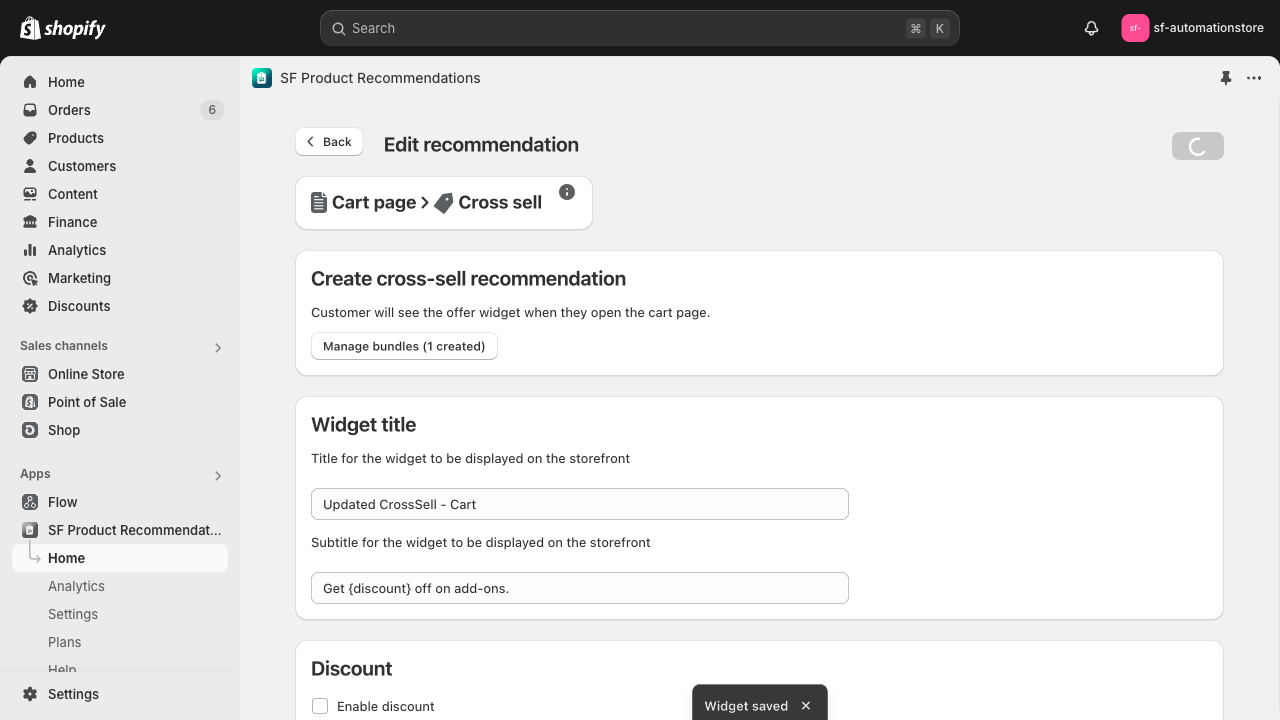 shopify
Search
⌘ K
sf-
sf-automationstore
Home
Orders 6
Products
Customers
Content
Finance
Analytics
Marketing
Discounts
Sales channels
Online Store
Point of Sale
Shop
Apps
Flow
SF Product Recommendat...
Home
Analytics
Settings
Plans
Help
Settings
SF Product Recommendations
Back
Edit recommendation
Cart page > Cross sell
Create cross-sell recommendation
Customer will see the offer widget when they open the cart page.
Manage bundles (1 created)
Widget title
Title for the widget to be displayed on the storefront
Updated CrossSell - Cart
Subtitle for the widget to be displayed on the storefront
Get {discount} off on add-ons.
Discount
Enable discount
Widget saved